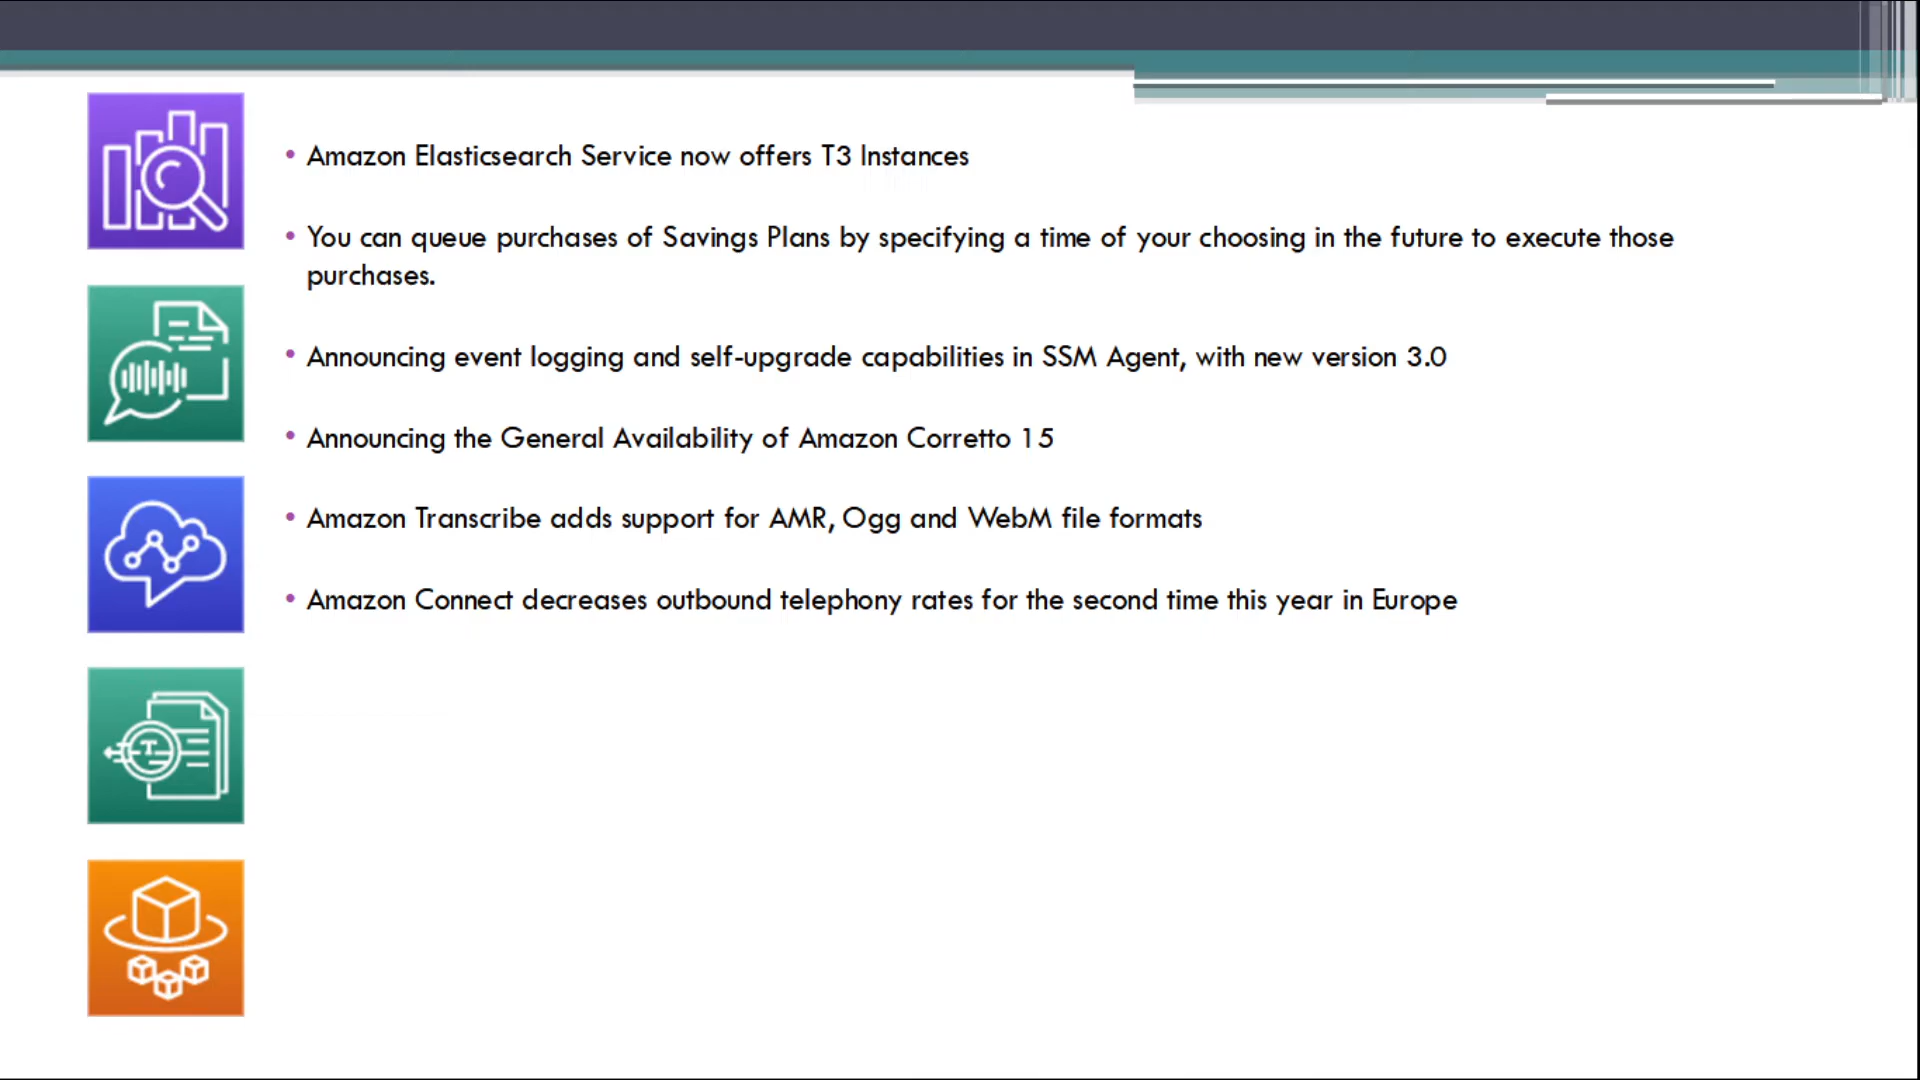 • Amazon Elasticsearch Service now offers T3 Instances
• You can queue purchases of Savings Plans by specifying a time of your choosing in the future to execute those
purchases.
• Announcing event logging and self-upgrade capabilities in SSM Agent, with new version 3.0
• Announcing the General Availability of Amazon Corretto 15
• Amazon Transcribe adds support for AMR, Ogg and WebM file formats
• Amazon Connect decreases outbound telephony rates for the second time this year in Europe